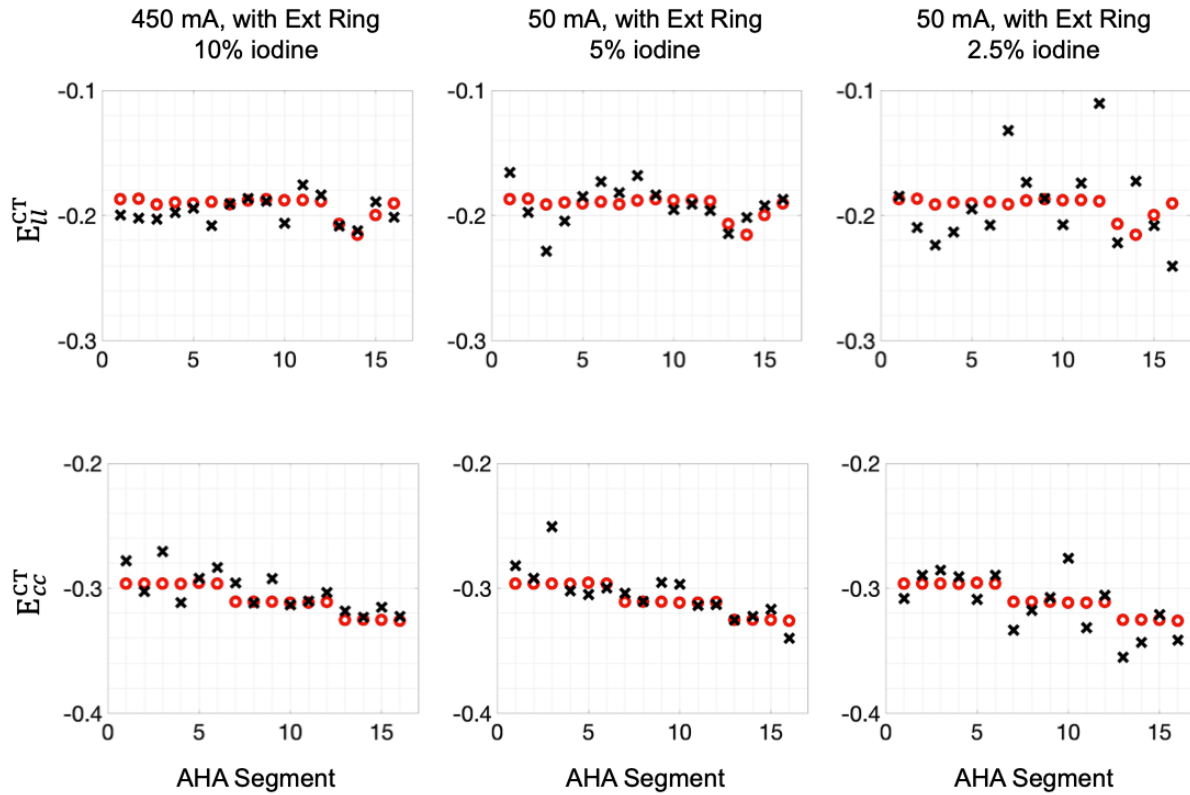 450 mA, with Ext Ring
10% iodine
50 mA, with Ext Ring
5% iodine
50 mA, with Ext Ring
2.5% iodine
E_{ll}^{CT}
-0.1
-0.2
-0.3
0 5 10 15
-0.1
-0.2
-0.3
0 5 10 15
-0.1
-0.2
-0.3
0 5 10 15
E_{cc}^{CT}
-0.2
-0.3
-0.4
0 5 10 15
-0.2
-0.3
-0.4
0 5 10 15
-0.2
-0.3
-0.4
0 5 10 15
AHA Segment
AHA Segment
AHA Segment